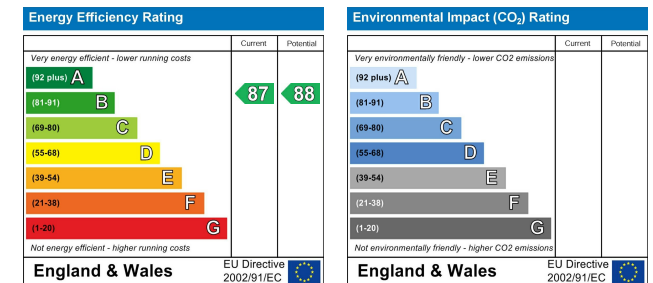 Energy Efficiency Rating
Current Potential
Very energy efficient - lower running costs
(92 plus) A
(81-91) B
87 88
(69-80) C
(55-68) D
(39-54) E
(21-38) F
(1-20) G
Not energy efficient - higher running costs
England & Wales
EU Directive
2002/91/EC
Environmental Impact (CO₂) Rating
Current Potential
Very environmentally friendly - lower CO2 emissions
(92 plus) A
(81-91) B
(69-80) C
(55-68) D
(39-54) E
(21-38) F
(1-20) G
Not environmentally friendly - higher CO2 emissions
England & Wales
EU Directive
2002/91/EC